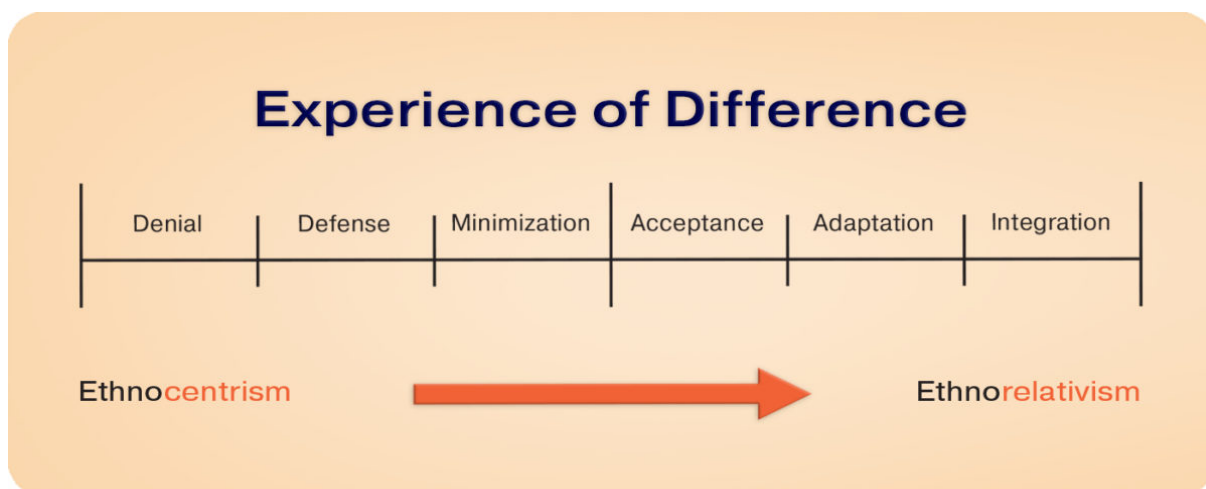 Experience of Difference
Denial Defense Minimization Acceptance Adaptation Integration
Ethnocentrism Ethnorelativism